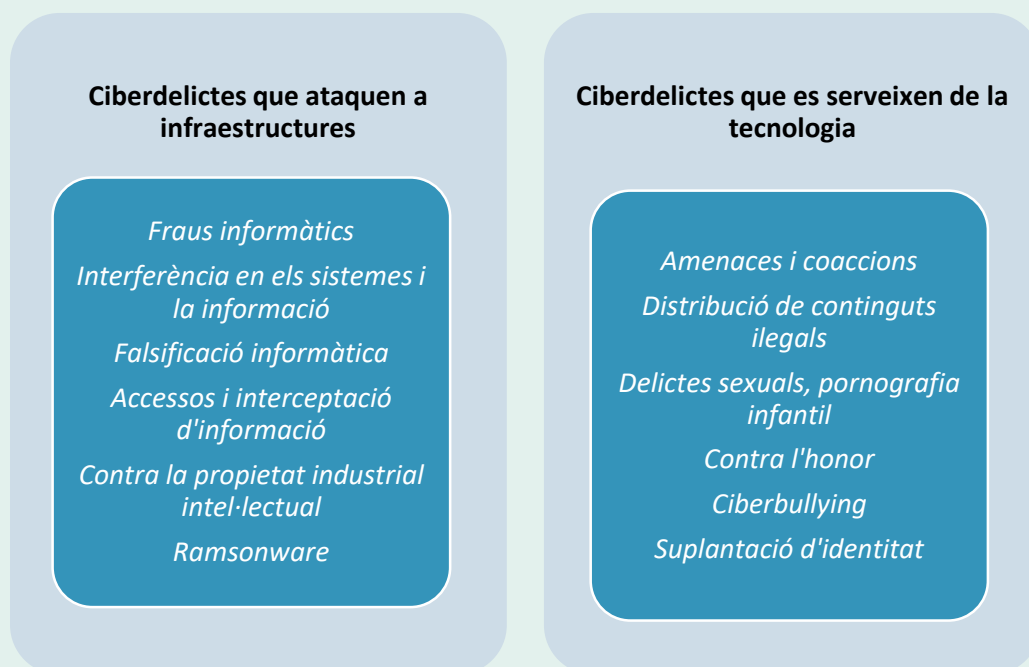 Ciberdelictes que ataquen a
infraestructures
Fraus informàtics
Interferència en els sistemes i
la informació
Falsificació informàtica
Accessos i interceptació
d'informació
Contra la propietat industrial
intel·lectual
Ramsonware
Ciberdelictes que es serveixen de la
tecnologia
Amenaces i coaccions
Distribució de continguts
ilegals
Delictes sexuals, pornografia
infantil
Contra l'honor
Ciberbullying
Suplantació d'identitat